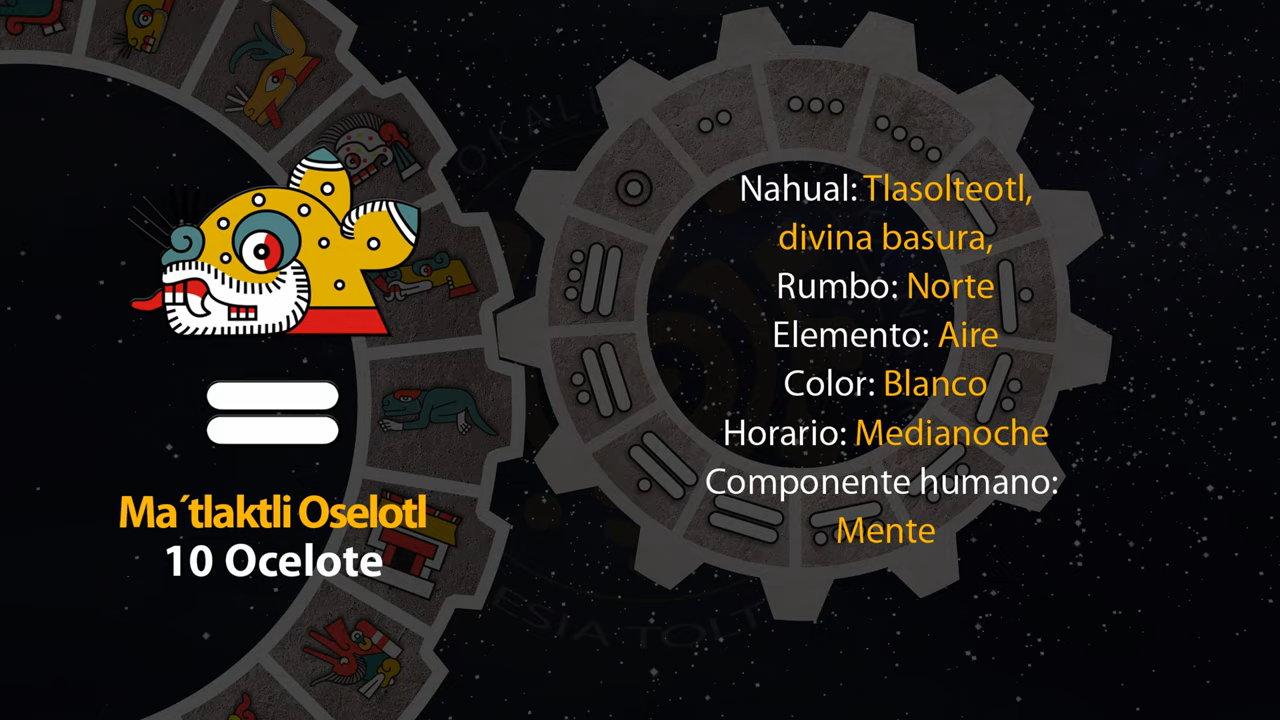 Ma´tlaktli Oselotl
10 Ocelote
Nahual: Tlasolteotl,
divina basura,
Rumbo: Norte
Elemento: Aire
Color: Blanco
Horario: Medianoche
Componente humano:
Mente